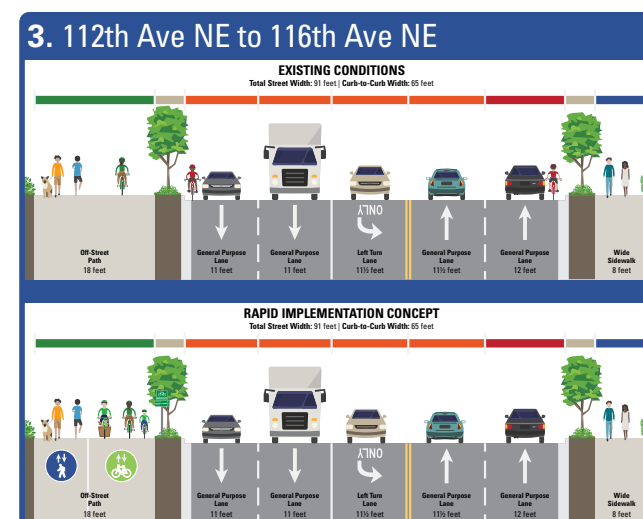 3. 112th Ave NE to 116th Ave NE
EXISTING CONDITIONS
Total Street Width: 91 feet | Curb-to-Curb Width: 65 feet
ONLY
Off-Street
Path
18 feet
General Purpose
Lane
11 feet
General Purpose
Lane
11 feet
Left Turn
Lane
11½ feet
General Purpose
Lane
11½ feet
General Purpose
Lane
12 feet
Wide
Sidewalk
8 feet
RAPID IMPLEMENTATION CONCEPT
Total Street Width: 91 feet | Curb-to-Curb Width: 65 feet
ONLY
Off-Street
Path
18 feet
General Purpose
Lane
11 feet
General Purpose
Lane
11 feet
Left Turn
Lane
11½ feet
General Purpose
Lane
11½ feet
General Purpose
Lane
12 feet
Wide
Sidewalk
8 feet